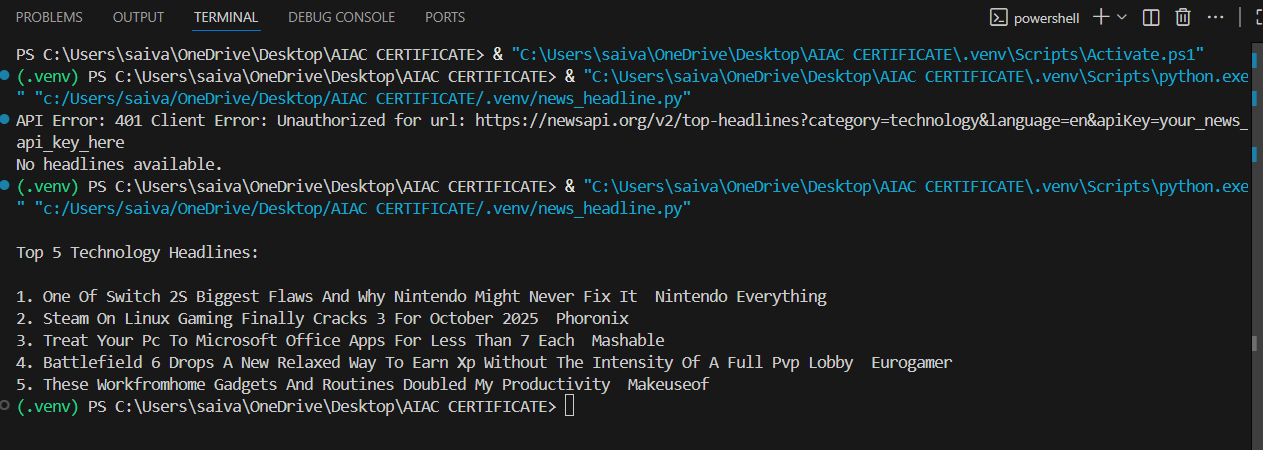 PROBLEMS OUTPUT TERMINAL DEBUG CONSOLE PORTS powershell
PS C:\Users\saiva\OneDrive\Desktop\AIAC CERTIFICATE> & "C:\Users\saiva\OneDrive\Desktop\AIAC CERTIFICATE\.venv\Scripts\Activate.ps1"
(.venv) PS C:\Users\saiva\OneDrive\Desktop\AIAC CERTIFICATE> & "C:\Users\saiva\OneDrive\Desktop\AIAC CERTIFICATE\.venv\Scripts\python.exe
" "c:/Users/saiva/OneDrive/Desktop/AIAC CERTIFICATE/.venv/news_headline.py"
API Error: 401 Client Error: Unauthorized for url: https://newsapi.org/v2/top-headlines?category=technology&language=en&apiKey=your_news_
api_key_here
No headlines available.
(.venv) PS C:\Users\saiva\OneDrive\Desktop\AIAC CERTIFICATE> & "C:\Users\saiva\OneDrive\Desktop\AIAC CERTIFICATE\.venv\Scripts\python.exe
" "c:/Users/saiva/OneDrive/Desktop/AIAC CERTIFICATE/.venv/news_headline.py"
Top 5 Technology Headlines:
1. One Of Switch 2S Biggest Flaws And Why Nintendo Might Never Fix It  Nintendo Everything
2. Steam On Linux Gaming Finally Cracks 3 For October 2025  Phoronix
3. Treat Your Pc To Microsoft Office Apps For Less Than 7 Each  Mashable
4. Battlefield 6 Drops A New Relaxed Way To Earn Xp Without The Intensity Of A Full Pvp Lobby  Eurogamer
5. These Workfromhome Gadgets And Routines Doubled My Productivity  Makeuseof
(.venv) PS C:\Users\saiva\OneDrive\Desktop\AIAC CERTIFICATE>